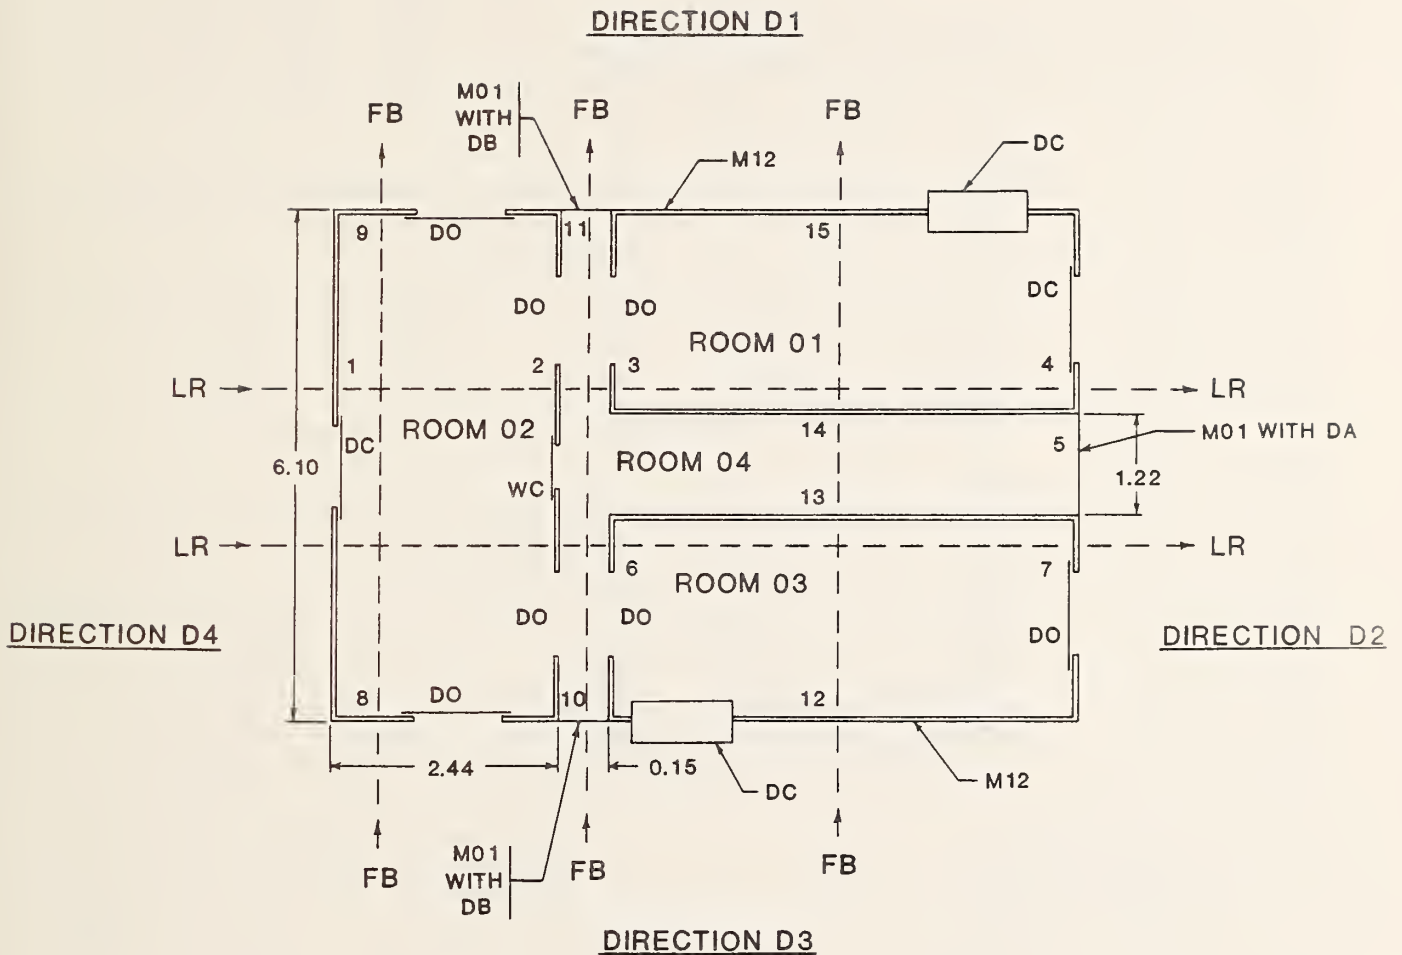 DIRECTION D1
M01
WITH
DB
FB
FB
FB
DC
M12
9
DO
11
15
DO
DO
DC
ROOM 01
1
2
3
4
LR
LR
ROOM 02
14
5
M01 WITH DA
DC
6.10
ROOM 04
1.22
WC
13
LR
LR
6
ROOM 03
7
DIRECTION D4
DO
DO
DO
DIRECTION D2
8
DO
10
12
2.44
0.15
DC
M12
FB
M01
WITH
DB
FB
FB
DIRECTION D3